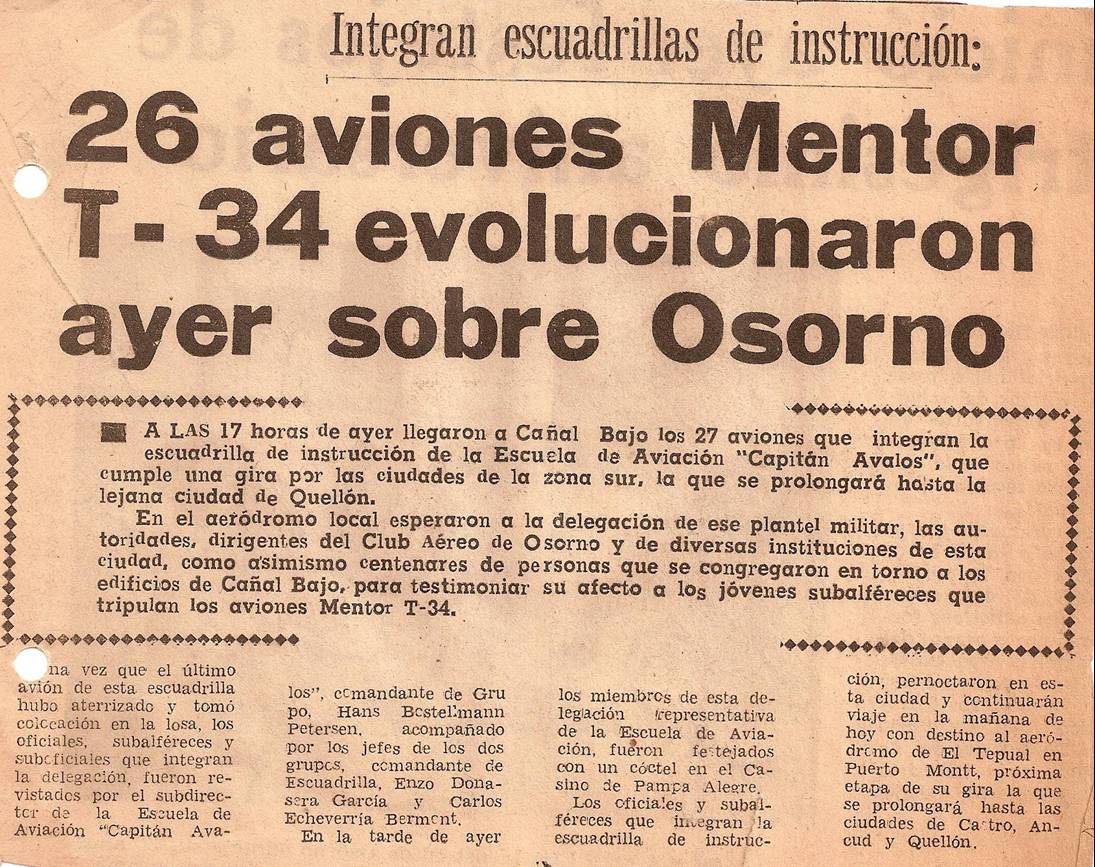 Integran escuadrillas de instrucción:
26 aviones Mentor
T - 34 evolucionaron
ayer sobre Osorno
A LAS 17 horas de ayer llegaron a Cañal Bajo los 27 aviones que integran la
escuadrilla de instrucción de la Escuela de Aviación "Capitán Avalos", que
cumple una gira por las ciudades de la zona sur, la que se prolongará hasta la
lejana ciudad de Quellón.
En el aeródromo local esperaron a la delegación de ese plantel militar, las au-
toridades, dirigentes del Club Aéreo de Osorno y de diversas instituciones de esta
ciudad, como asimismo centenares de personas que se congregaron en torno a los
edificios de Cañal Bajo, para testimoniar su afecto a los jóvenes subalféreces que
tripulan los aviones Mentor T-34.
na vez que el último
avión de esta escuadrilla
hubo aterrizado y tomó
colocación en la losa, los
oficiales, subalféreces y
suboficiales que integran
la delegación, fueron re-
vistados por el subdirec-
tor de la Escuela de
Aviación "Capitán Ava-
los", comandante de Gru
po, Hans Bostelmann
Petersen, acompañado
por los jefes de los dos
grupos, comandante de
Escuadrilla, Enzo Dona-
sera García y Carlos
Echeverría Bermont.
En la tarde de ayer
los miembros de esta de-
legación representativa
de la Escuela de Avia-
ción, fueron festejados
con un cóctel en el Ca-
sino de Pampa Alegre.
Los oficiales y subal-
féreces que integran la
escuadrilla de instruc-
ción, pernoctaron en es-
ta ciudad y continuarán
viaje en la mañana de
hoy con destino al aeró-
dromo de El Tepual en
Puerto Montt, próxima
etapa de su gira la que
se prolongará hasta las
ciudades de Castro, An-
cud y Quellón.